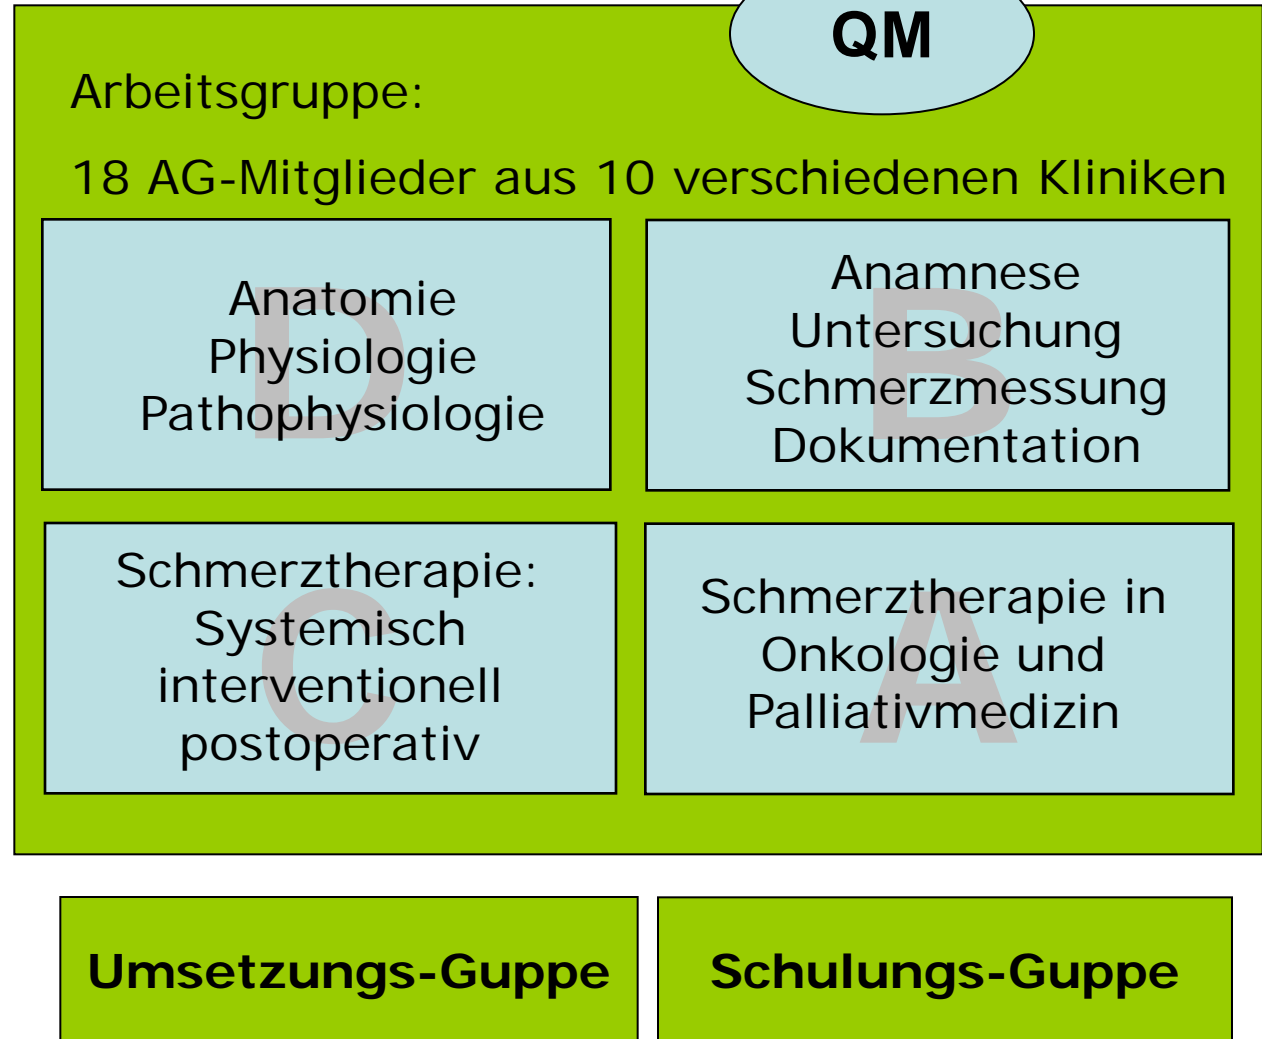 QM
Arbeitsgruppe:
18 AG-Mitglieder aus 10 verschiedenen Kliniken
D
Anatomie
Physiologie
Pathophysiologie
B
Anamnese
Untersuchung
Schmerzmessung
Dokumentation
C
Schmerztherapie:
Systemisch
interventionell
postoperativ
A
Schmerztherapie in
Onkologie und
Palliativmedizin
Umsetzungs-Guppe
Schulungs-Guppe